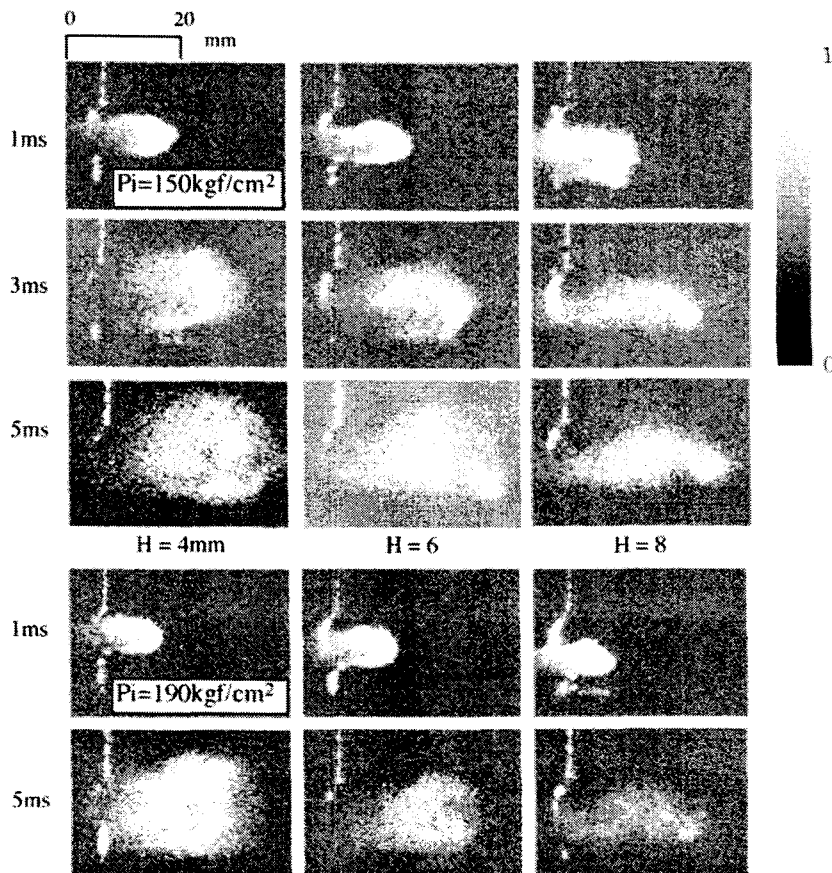 0 20
mm
1
1ms
Pi=150kgf/cm²
3ms
0
5ms
H = 4mm H = 6 H = 8
1ms
Pi=190kgf/cm²
5ms